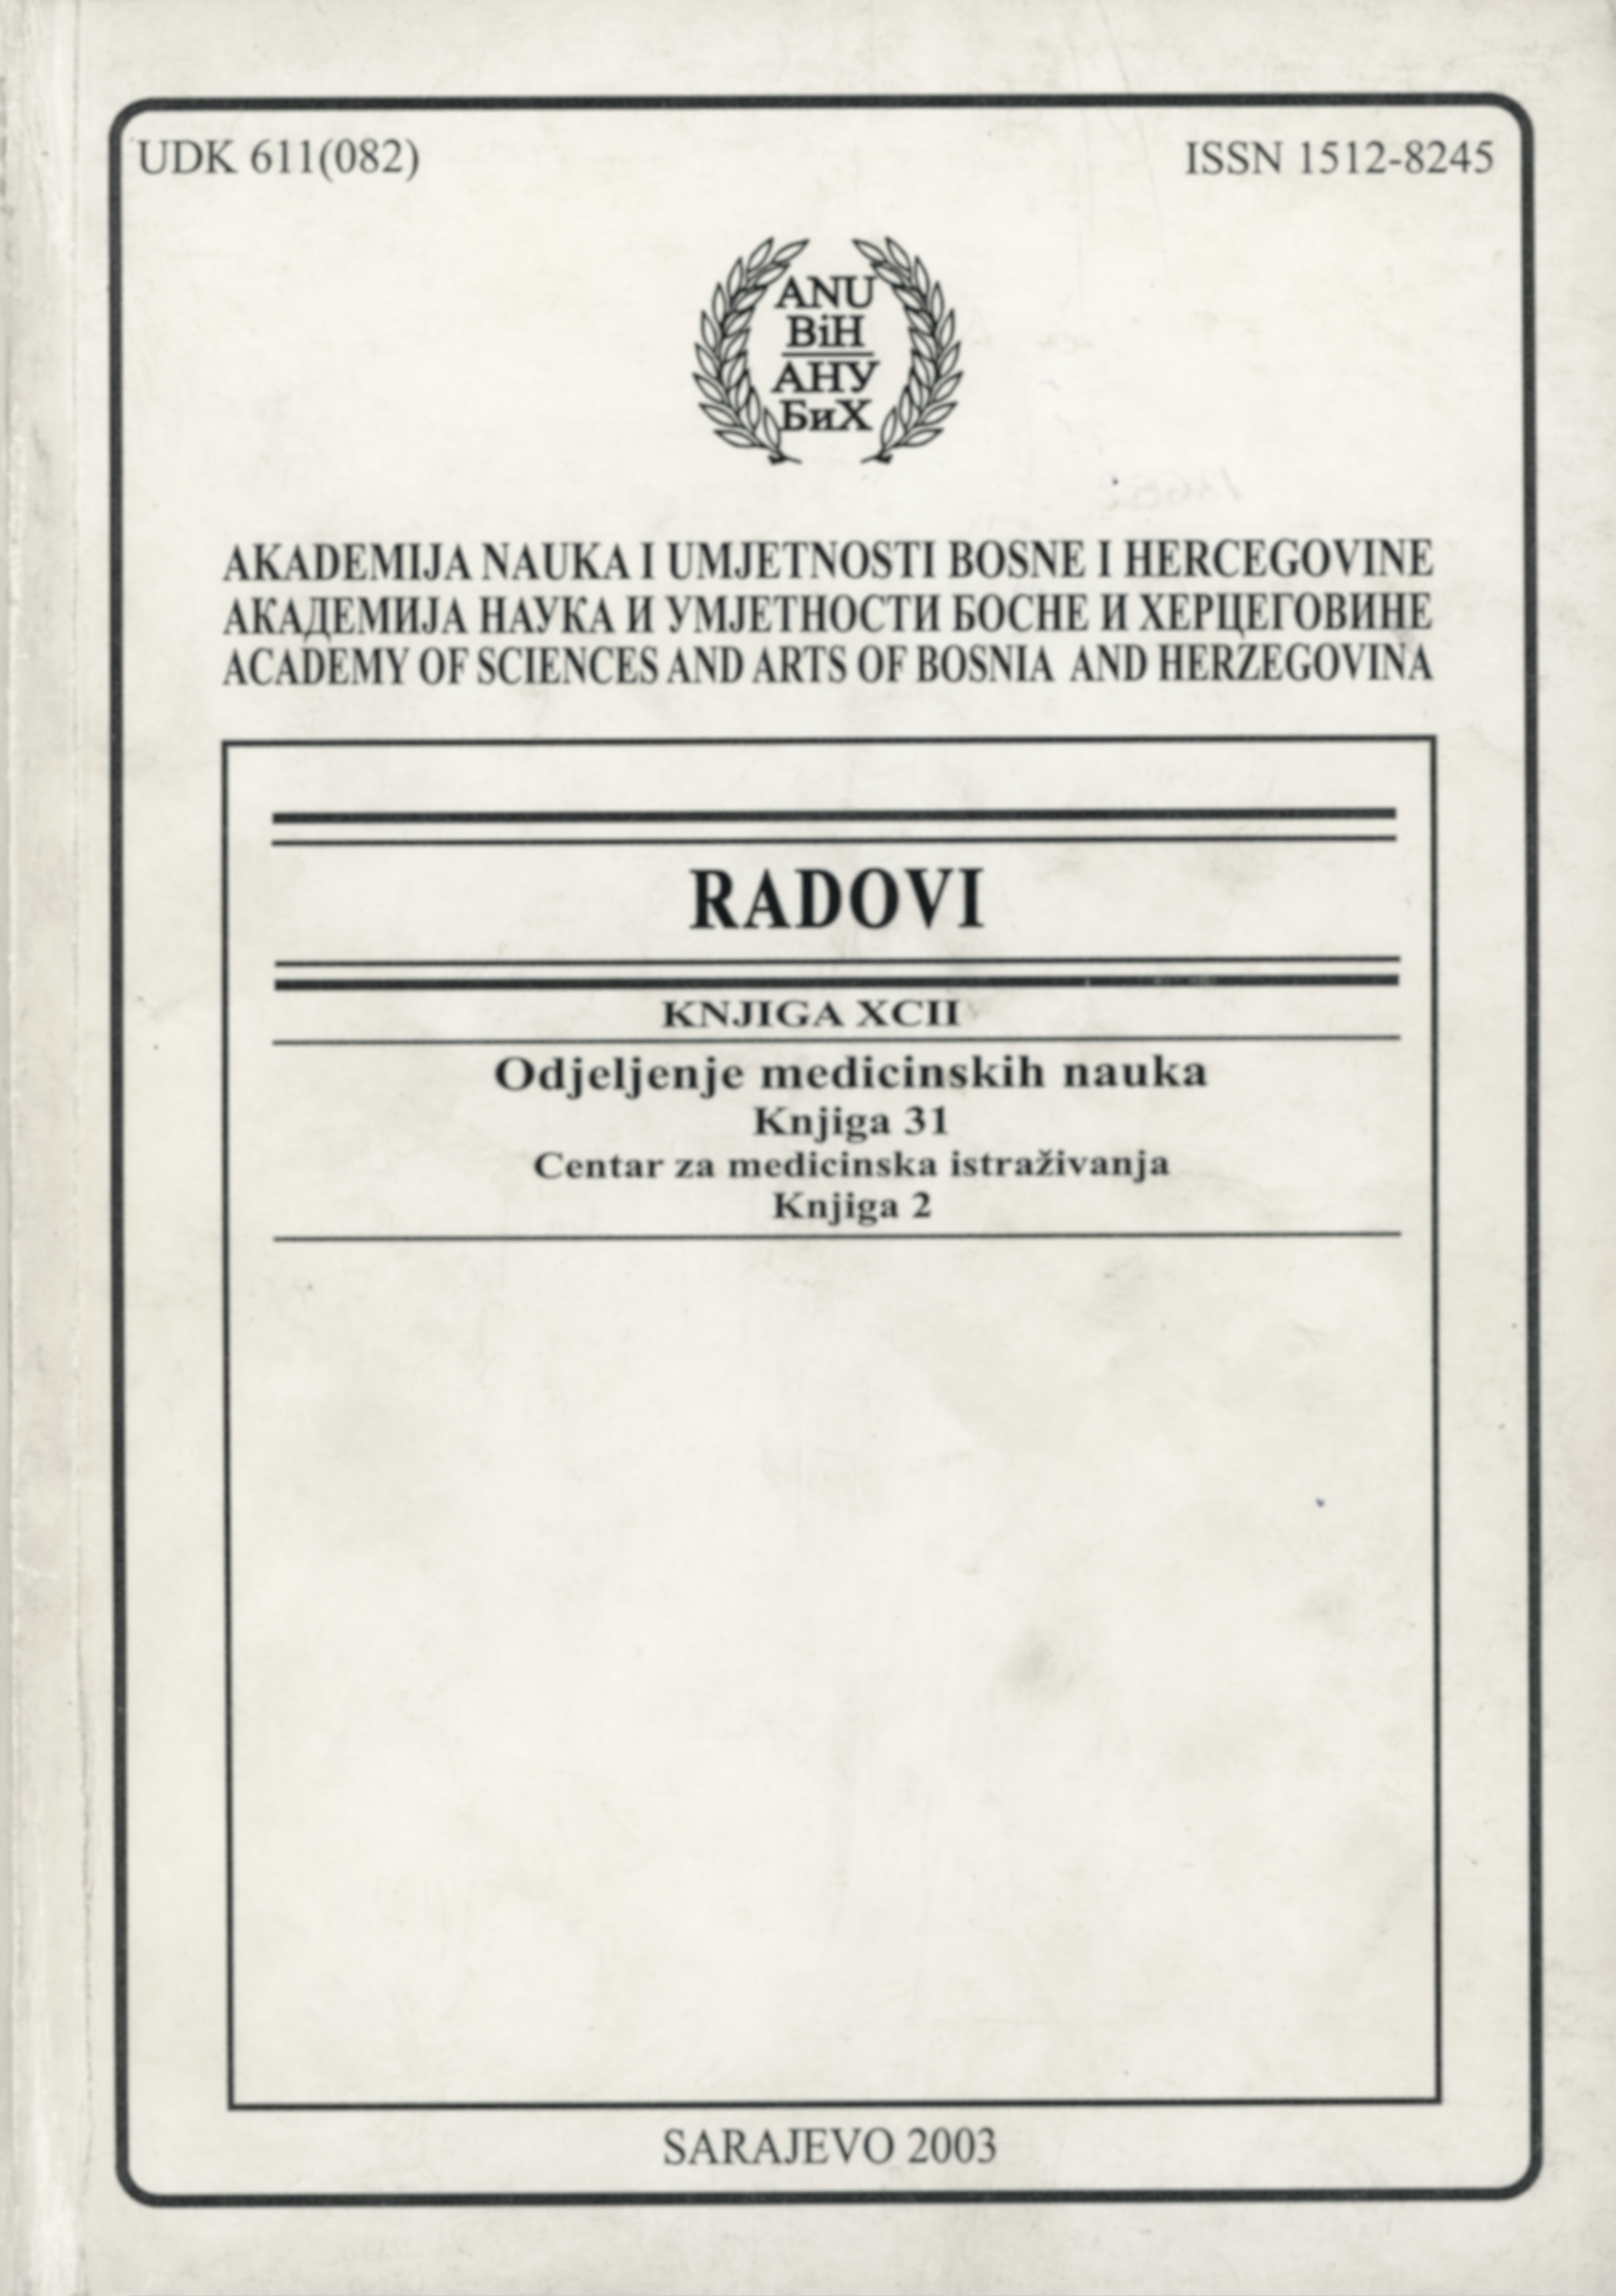 UDK 611(082)
ISSN 1512-8245
ANU
BiH
АНУ
БиХ
AKADEMIJA NAUKA I UMJETNOSTI BOSNE I HERCEGOVINE
АКАДЕМИЈА НАУКА И УМЈЕТНОСТИ БОСНЕ И ХЕРЦЕГОВИНЕ
ACADEMY OF SCIENCES AND ARTS OF BOSNIA AND HERZEGOVINA
RADOVI
KNJIGA XCII
Odjeljenje medicinskih nauka
Knjiga 31
Centar za medicinska istraživanja
Knjiga 2
SARAJEVO 2003